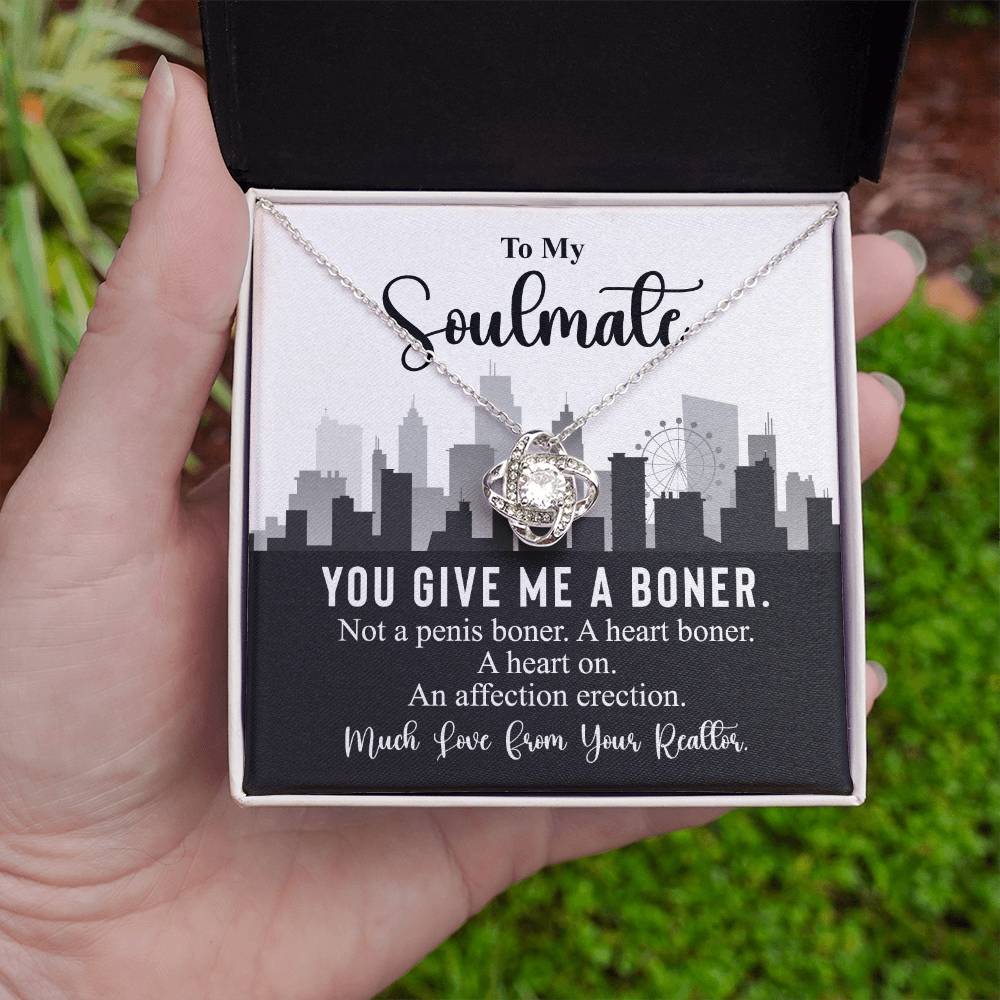 To My
Soulmate
YOU GIVE ME A BONER.
Not a penis boner. A heart boner.
A heart on.
An affection erection.
Much Love From Your Realtor.